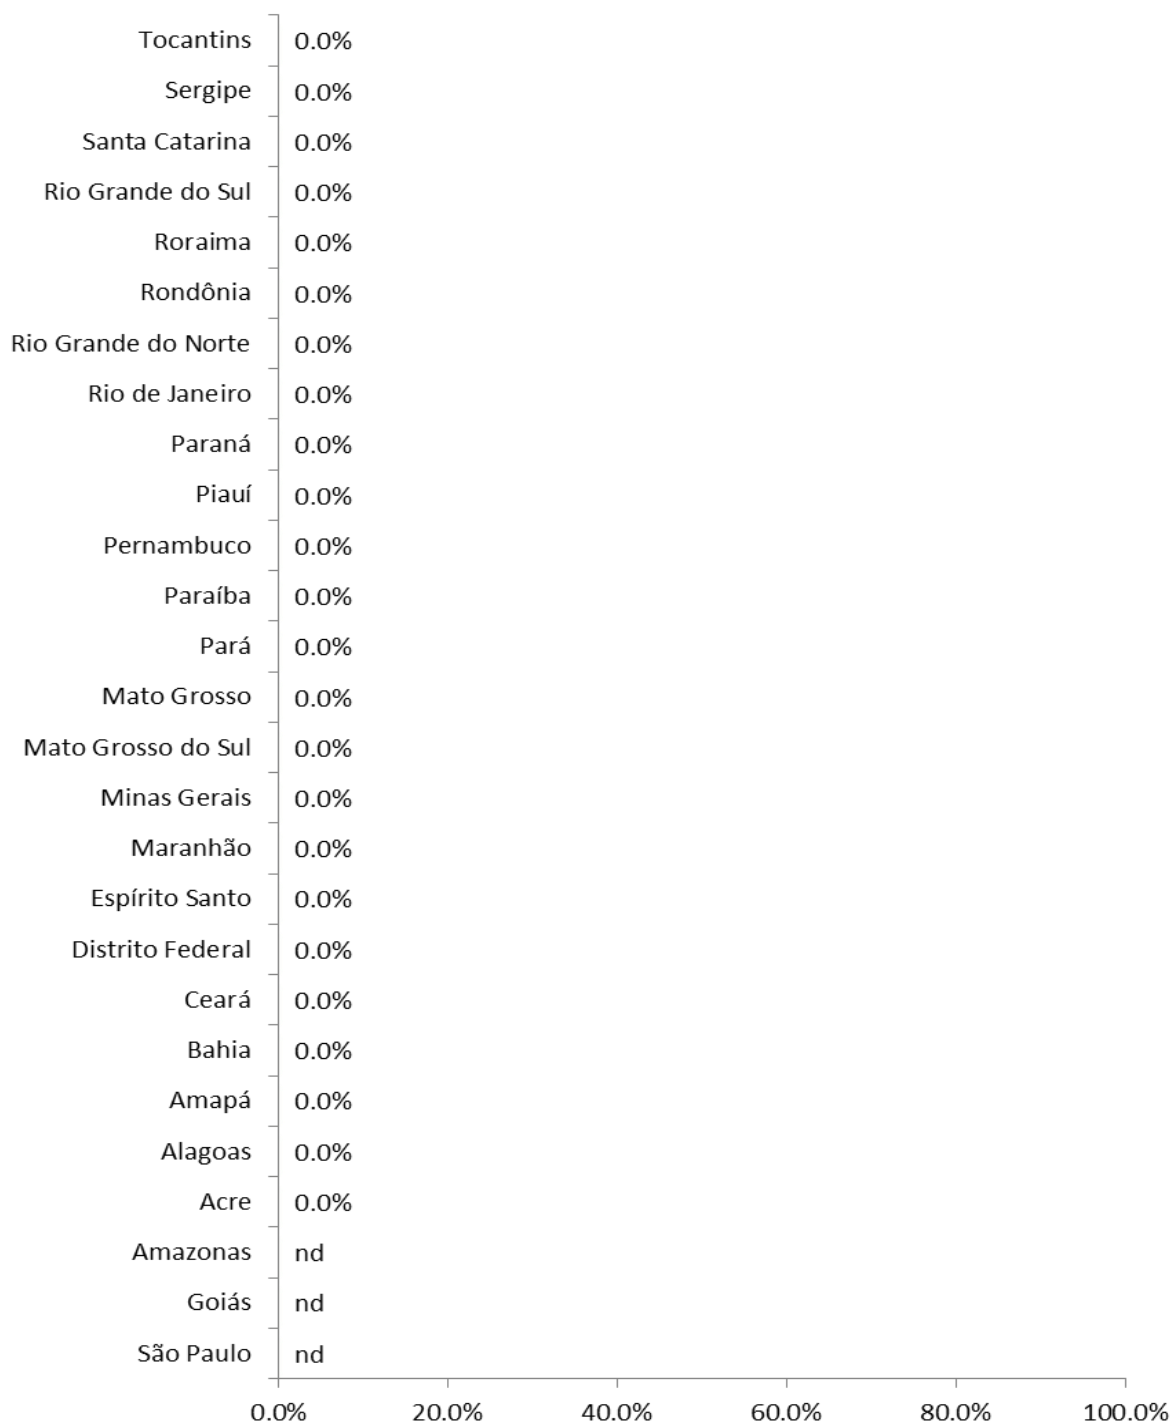 Tocantins 0.0%
Sergipe 0.0%
Santa Catarina 0.0%
Rio Grande do Sul 0.0%
Roraima 0.0%
Rondônia 0.0%
Rio Grande do Norte 0.0%
Rio de Janeiro 0.0%
Paraná 0.0%
Piauí 0.0%
Pernambuco 0.0%
Paraíba 0.0%
Pará 0.0%
Mato Grosso 0.0%
Mato Grosso do Sul 0.0%
Minas Gerais 0.0%
Maranhão 0.0%
Espírito Santo 0.0%
Distrito Federal 0.0%
Ceará 0.0%
Bahia 0.0%
Amapá 0.0%
Alagoas 0.0%
Acre 0.0%
Amazonas nd
Goiás nd
São Paulo nd
0.0% 20.0% 40.0% 60.0% 80.0% 100.0%